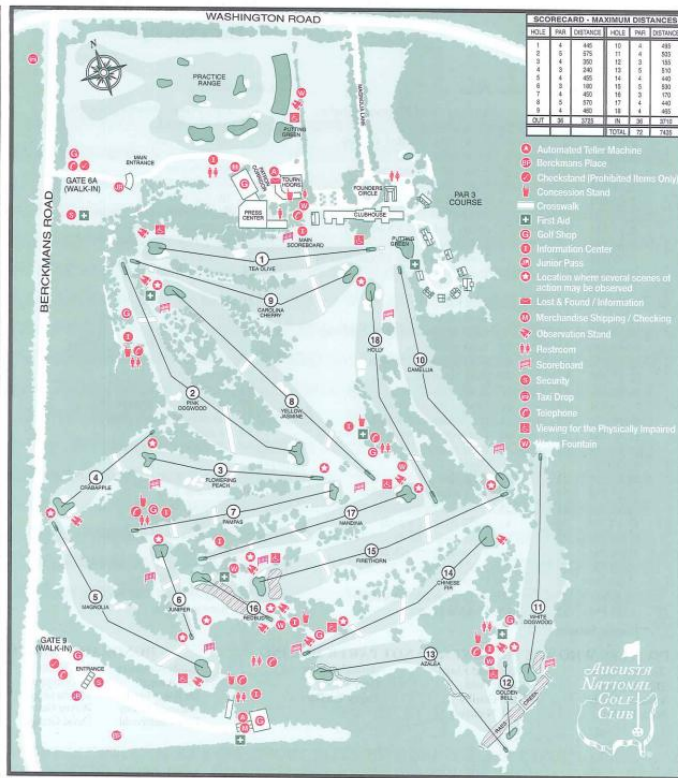 WASHINGTON ROAD
SCORECARD - MAXIMUM DISTANCES
HOLE PAR DISTANCE HOLE PAR DISTANCE
1 4 445 10 4 495
2 5 575 11 4 505
3 4 350 12 3 155
4 3 240 13 5 510
5 4 455 14 4 440
6 3 180 15 5 530
7 4 450 16 3 170
8 5 570 17 4 440
9 4 460 18 4 465
OUT 36 3725 IN 36 3710
TOTAL 72 7435
N
PRACTICE
RANGE
PUTTING
GREEN
MAGNOLIA LANE
MAIN
ENTRANCE
GATE 6A
(WALK-IN)
BERCKMANS ROAD
PATRON
CORRIDOR
TOURN
HDQRS
PRESS
CENTER
FOUNDERS
CIRCLE
CLUBHOUSE
MAIN
SCOREBOARD
PAR 3
COURSE
PUTTING
GREEN
Automated Teller Machine
Berckmans Place
Checkstand (Prohibited Items Only)
Concession Stand
Crosswalk
First Aid
Golf Shop
Information Center
Junior Pass
Location where several scenes of
action may be observed
Lost & Found / Information
Merchandise Shipping / Checking
Observation Stand
Restroom
Scoreboard
Security
Taxi Drop
Telephone
Viewing for the Physically Impaired
Water Fountain
1
TEA OLIVE
9
CAROLINA
CHERRY
18
HOLLY
10
CAMELLIA
2
PINK
DOGWOOD
8
YELLOW
JASMINE
4
CRABAPPLE
3
FLOWERING
PEACH
7
PAMPAS
17
NANDINA
15
FIRETHORN
14
CHINESE
FIR
5
MAGNOLIA
6
JUNIPER
16
REDBUD
11
WHITE
DOGWOOD
13
AZALEA
12
GOLDEN
BELL
RAES CREEK
GATE 9
(WALK-IN)
ENTRANCE
AUGUSTA
NATIONAL
GOLF
CLUB